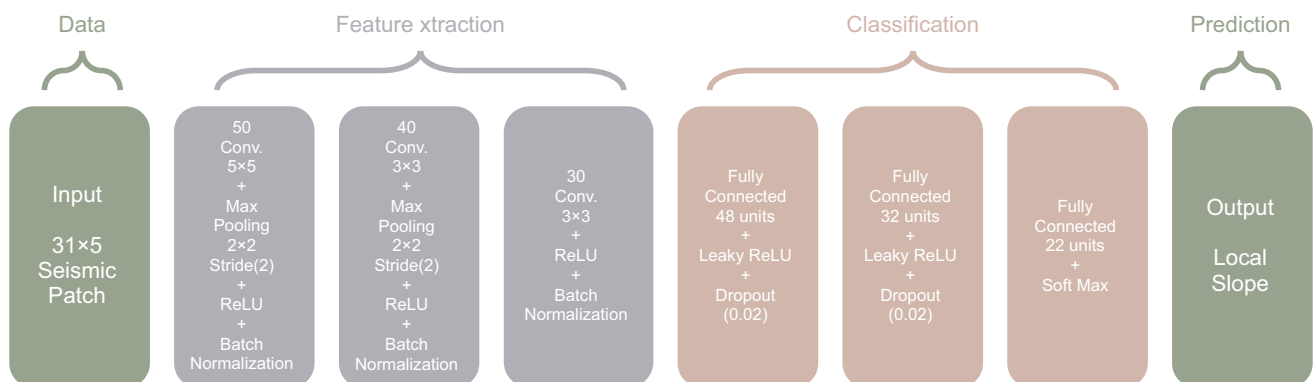 Data
Feature xtraction
Classification
Prediction
Input
31×5
Seismic
Patch
50
Conv.
5×5
+
Max
Pooling
2×2
Stride(2)
+
ReLU
+
Batch
Normalization
40
Conv.
3×3
+
Max
Pooling
2×2
Stride(2)
+
ReLU
+
Batch
Normalization
30
Conv.
3×3
+
ReLU
+
Batch
Normalization
Fully
Connected
48 units
+
Leaky ReLU
+
Dropout
(0.02)
Fully
Connected
32 units
+
Leaky ReLU
+
Dropout
(0.02)
Fully
Connected
22 units
+
Soft Max
Output
Local
Slope